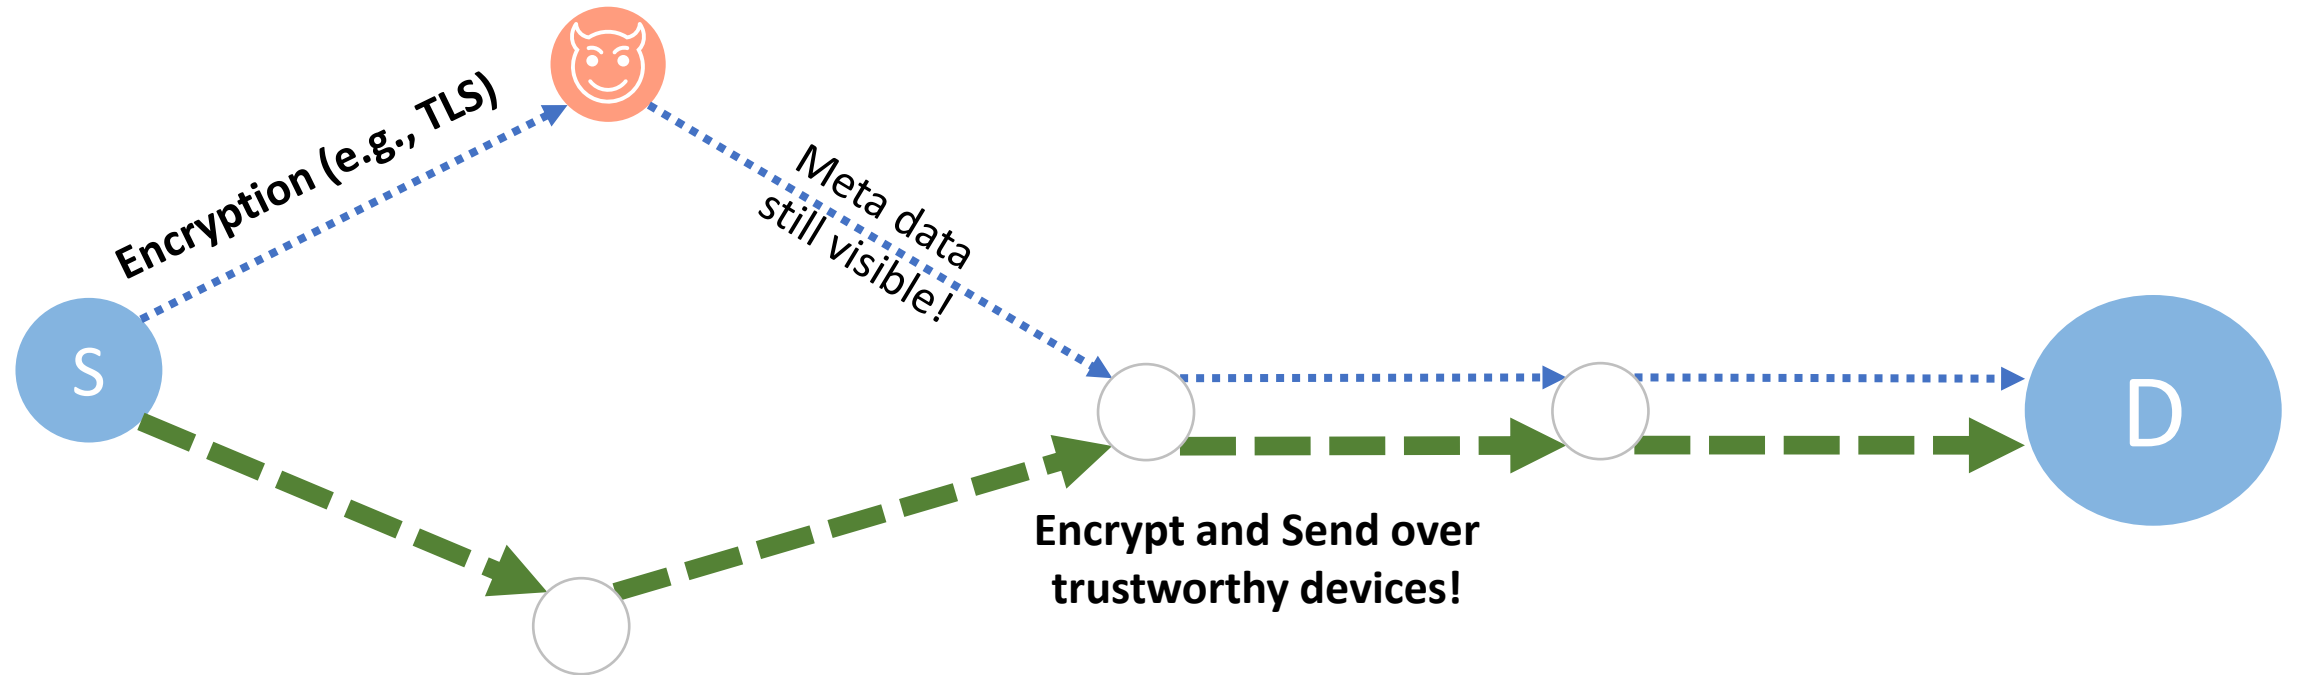 Encryption (e.g., TLS)
Meta data
still visible!
S
D
Encrypt and Send over
trustworthy devices!